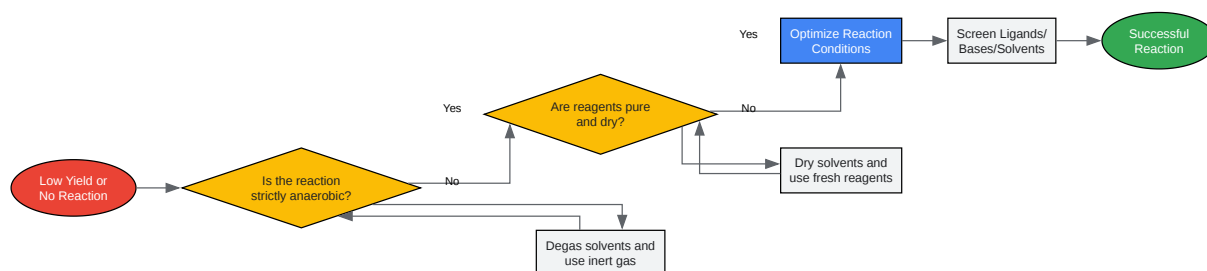 Low Yield or
No Reaction
Is the reaction
strictly anaerobic?
No
Degas solvents and
use inert gas
Yes
Are reagents pure
and dry?
No
Dry solvents and
use fresh reagents
Yes
Optimize Reaction
Conditions
Screen Ligands/
Bases/Solvents
Successful
Reaction